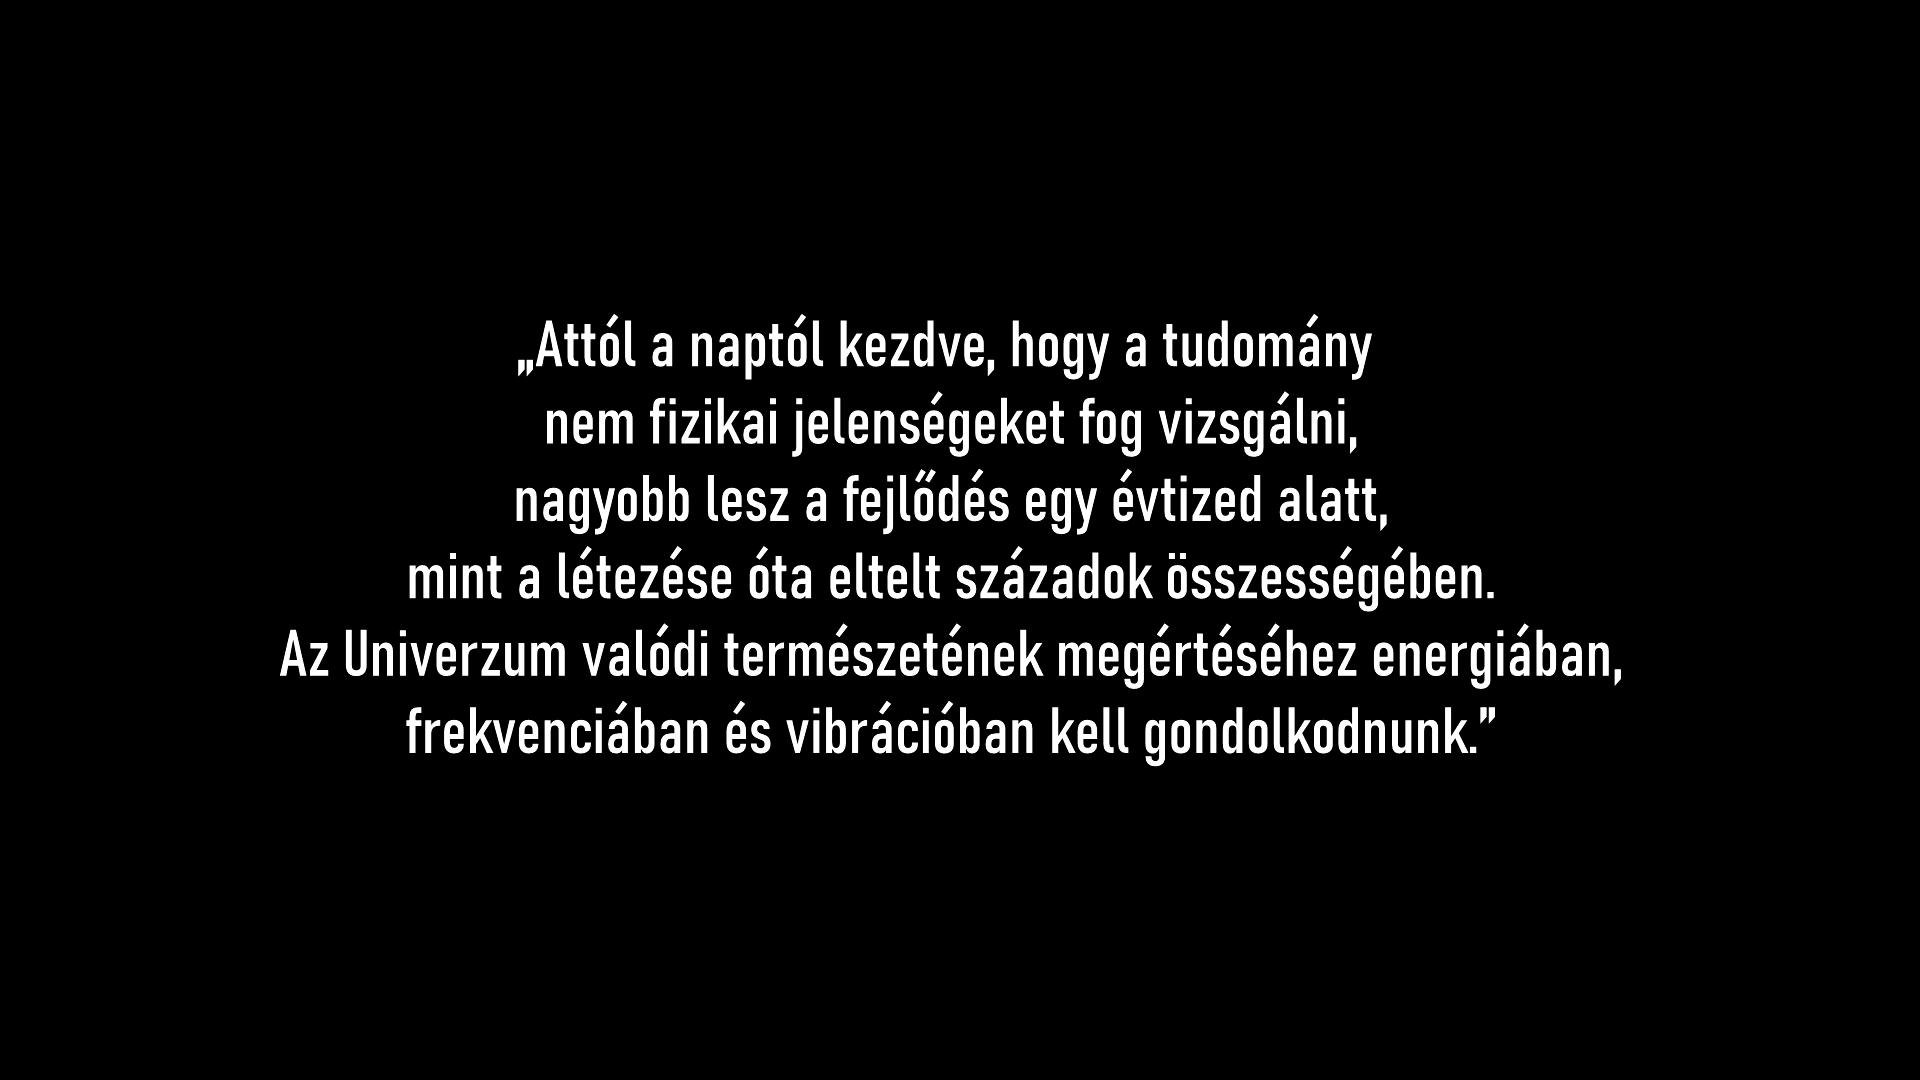 „Attól a naptól kezdve, hogy a tudomány
nem fizikai jelenségeket fog vizsgálni,
nagyobb lesz a fejlődés egy évtized alatt,
mint a létezése óta eltelt századok összességében.
Az Univerzum valódi természetének megértéséhez energiában,
frekvenciában és vibrációban kell gondolkodnunk.”